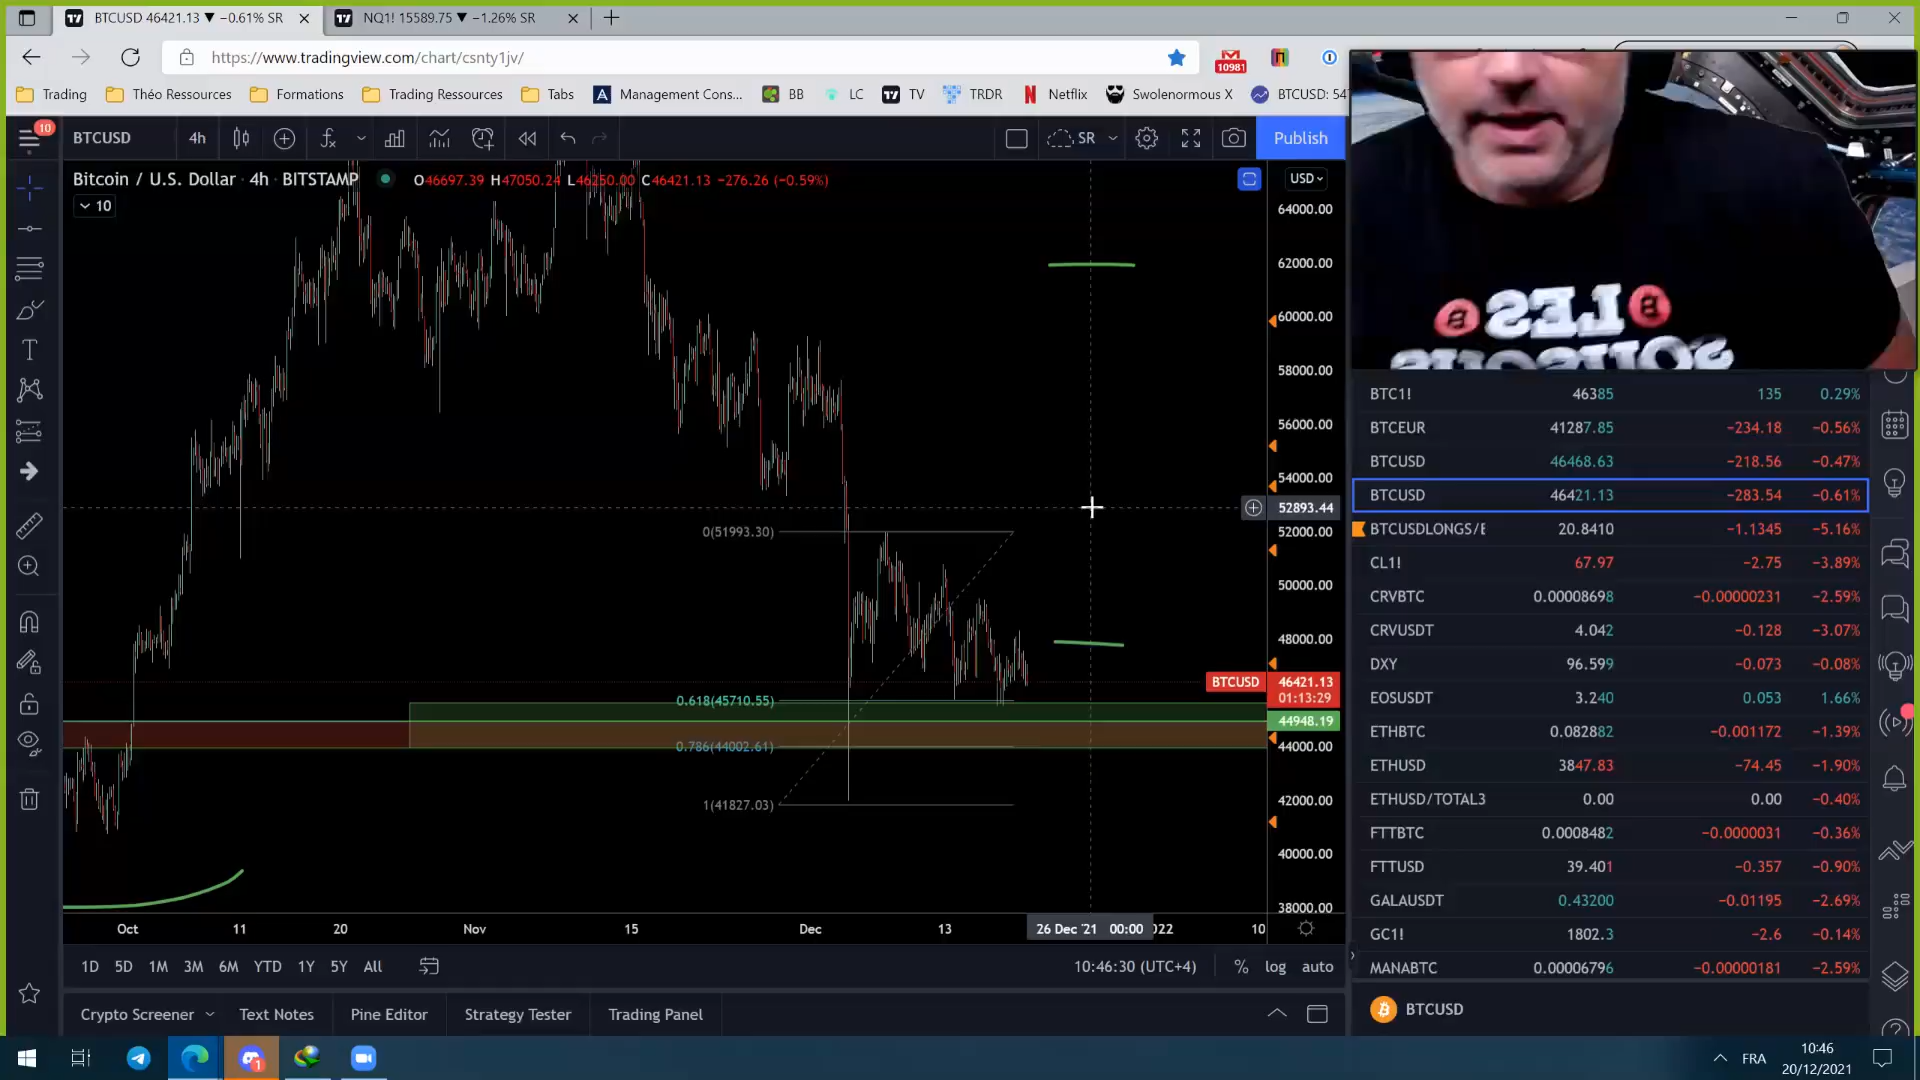 BTCUSD 46421.13 ▼ −0.61% SR
NQ1! 15589.75 ▼ −1.26% SR
https://www.tradingview.com/chart/csnty1jv/
10981
Trading
Théo Ressources
Formations
Trading Ressources
Tabs
Management Cons...
BB
LC
TV
TRDR
Netflix
Swolenormous X
BTCUSD: 54
10
BTCUSD
4h
SR
Publish
Bitcoin / U.S. Dollar · 4h · BITSTAMP
O46697.39 H47050.24 L46250.00 C46421.13 −276.26 (−0.59%)
10
USD
64000.00
62000.00
60000.00
58000.00
56000.00
54000.00
52893.44
52000.00
50000.00
48000.00
BTCUSD
46421.13
01:13:29
44948.19
44000.00
42000.00
40000.00
38000.00
0(51993.30)
0.618(45710.55)
0.786(44002.61)
1(41827.03)
Oct
11
20
Nov
15
Dec
13
26 Dec '21 00:00
022
10
1D 5D 1M 3M 6M YTD 1Y 5Y All
10:46:30 (UTC+4)
% log auto
Crypto Screener
Text Notes
Pine Editor
Strategy Tester
Trading Panel
LES
BTC1! 46385 135 0.29%
BTCEUR 41287.85 −234.18 −0.56%
BTCUSD 46468.63 −218.56 −0.47%
BTCUSD 46421.13 −283.54 −0.61%
BTCUSDLONGS/E 20.8410 −1.1345 −5.16%
CL1! 67.97 −2.75 −3.89%
CRVBTC 0.00008698 −0.00000231 −2.59%
CRVUSDT 4.042 −0.128 −3.07%
DXY 96.599 −0.073 −0.08%
EOSUSDT 3.240 0.053 1.66%
ETHBTC 0.082882 −0.001172 −1.39%
ETHUSD 3847.83 −74.45 −1.90%
ETHUSD/TOTAL3 0.00 0.00 −0.40%
FTTBTC 0.0008482 −0.0000031 −0.36%
FTTUSD 39.401 −0.357 −0.90%
GALAUSDT 0.43200 −0.01195 −2.69%
GC1! 1802.3 −2.6 −0.14%
MANABTC 0.00006796 −0.00000181 −2.59%
BTCUSD
1
FRA
10:46
20/12/2021